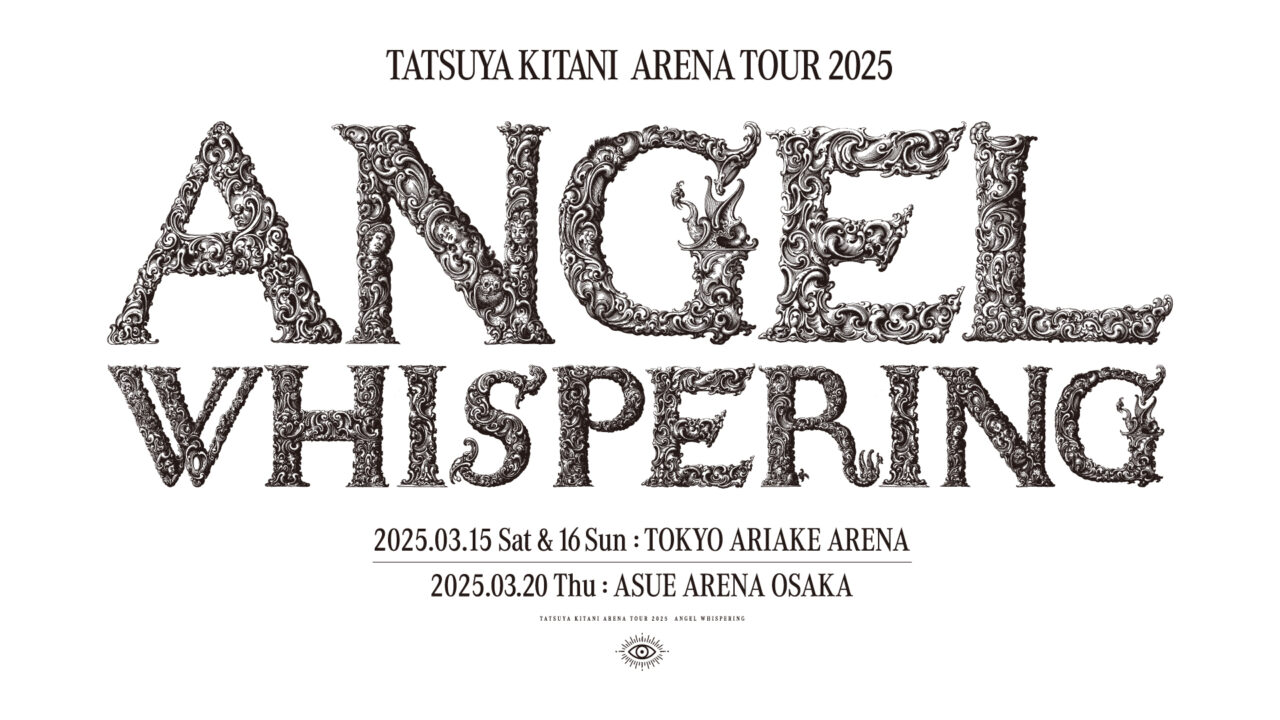 TATSUYA KITANI ARENA TOUR 2025
ANGEL
WHISPERING
2025.03.15 Sat & 16 Sun : TOKYO ARIAKE ARENA
2025.03.20 Thu : ASUE ARENA OSAKA
TATSUYA KITANI ARENA TOUR 2025 ANGEL WHISPERING